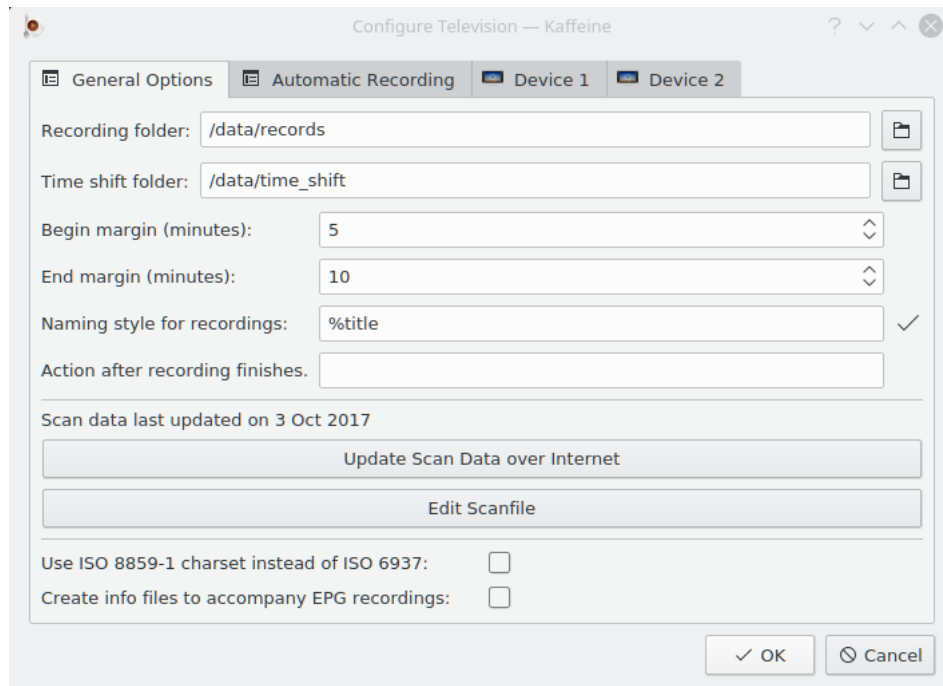 Configure Television — Kaffeine
General Options Automatic Recording Device 1 Device 2
Recording folder: /data/records
Time shift folder: /data/time_shift
Begin margin (minutes): 5
End margin (minutes): 10
Naming style for recordings: %title
Action after recording finishes.
Scan data last updated on 3 Oct 2017
Update Scan Data over Internet
Edit Scanfile
Use ISO 8859-1 charset instead of ISO 6937:
Create info files to accompany EPG recordings:
OK Cancel